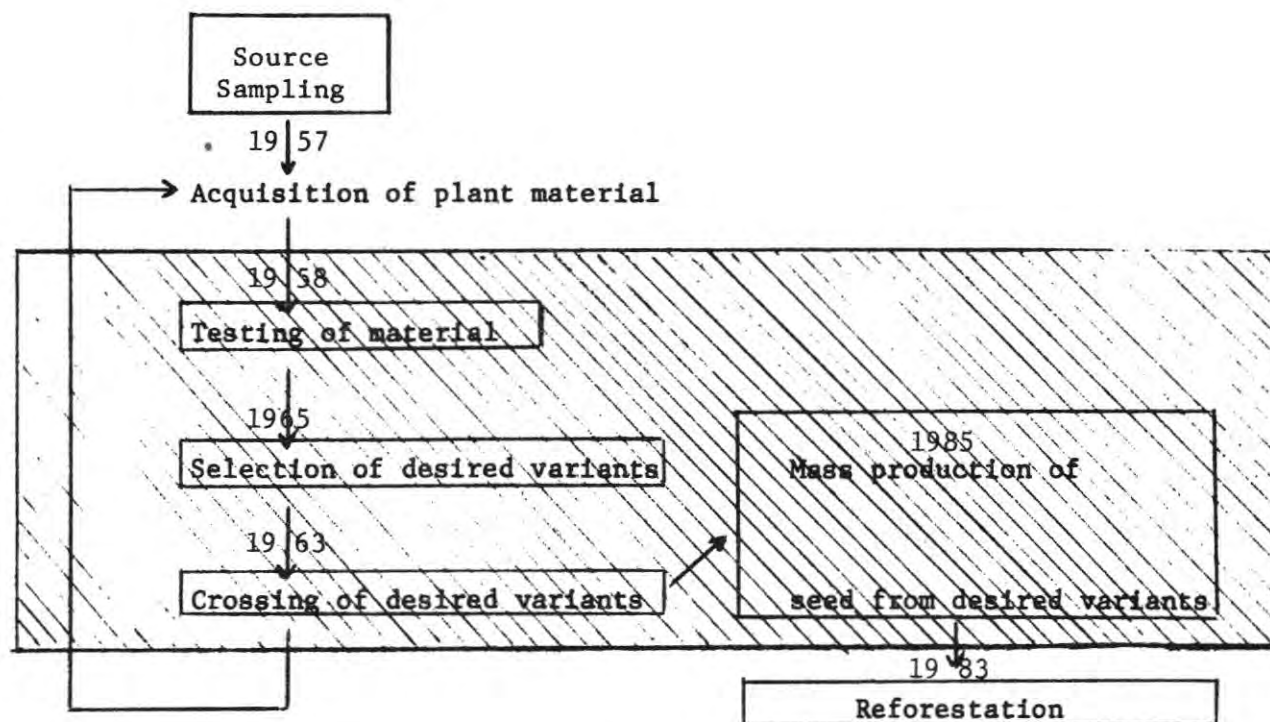 Source
Sampling
19 57
Acquisition of plant material
19 58
Testing of material
1965
Selection of desired variants
19 63
Crossing of desired variants
1985
Mass production of
seed from desired variants
19 83
Reforestation